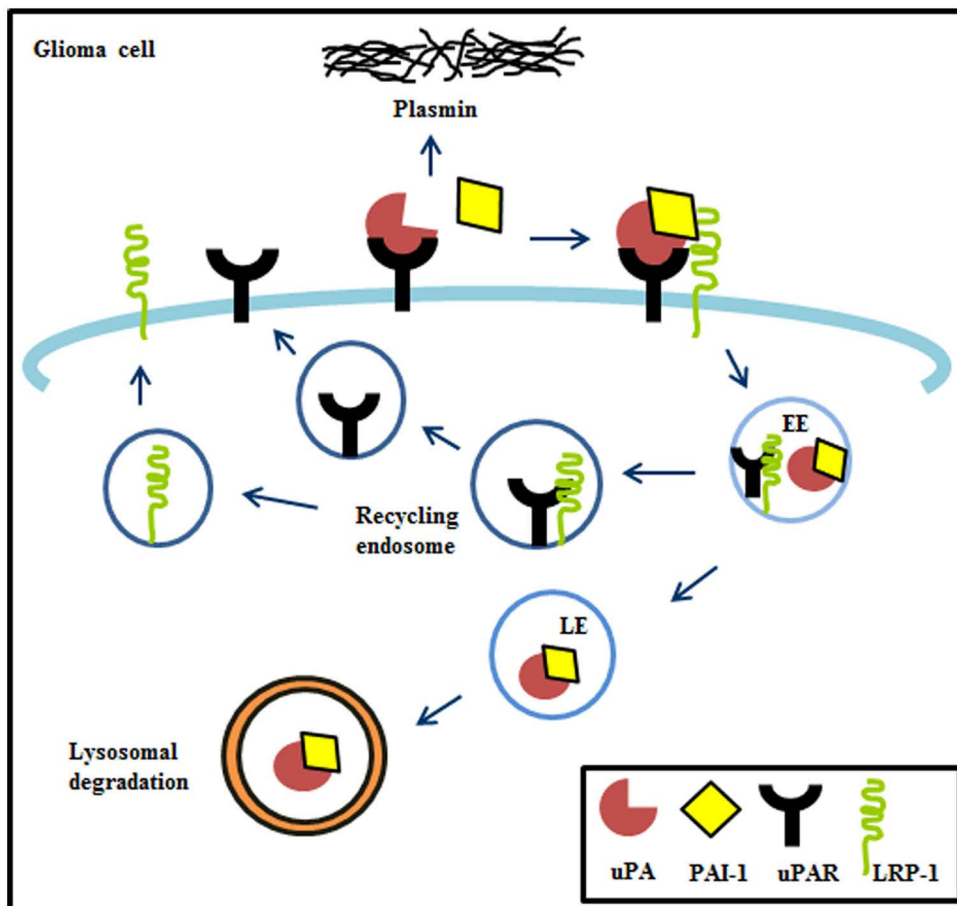 Glioma cell
Plasmin
EE
Recycling
endosome
LE
Lysosomal
degradation
uPA PAI-1 uPAR LRP-1